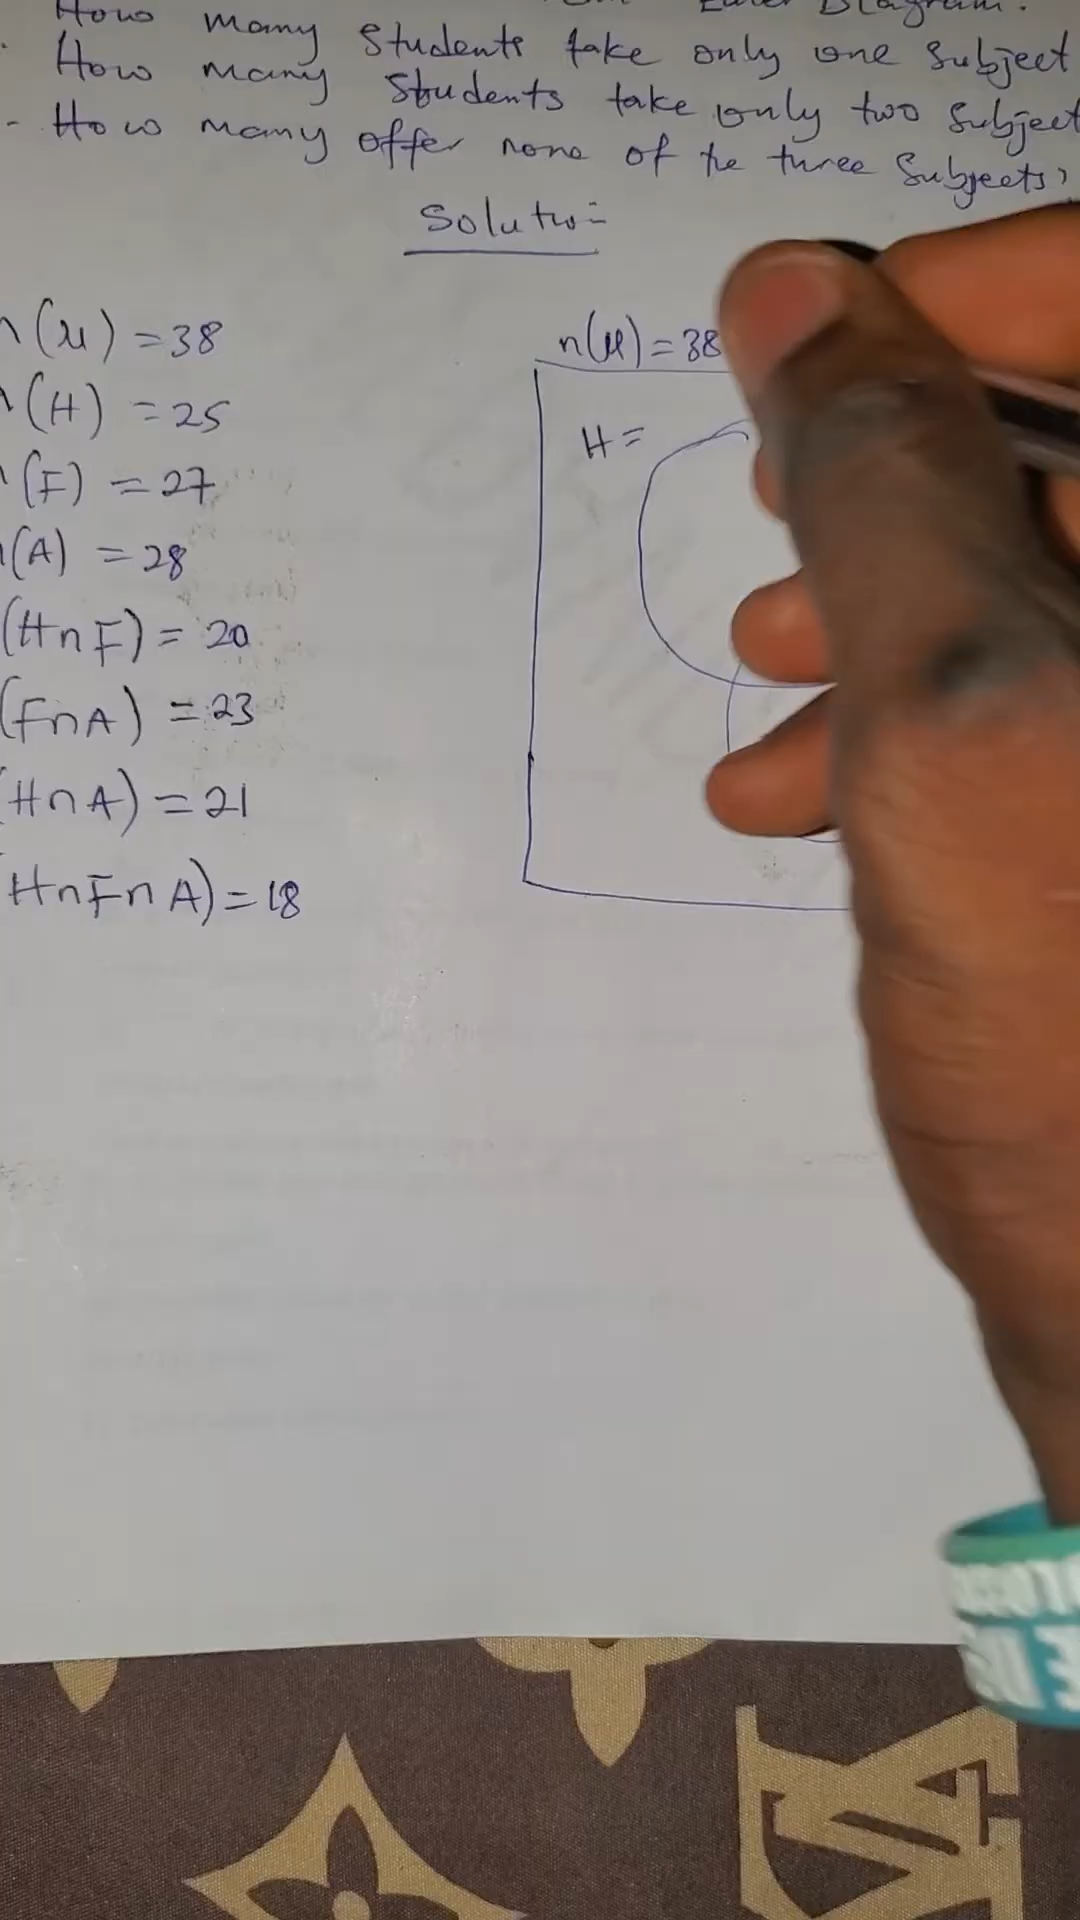 How many Students take only one Subject
How many Students take only two Subject
- How many offer none of the three Subjects,
Solution
n(μ) = 38
(H) = 25
(F) = 27
(A) = 28
(H∩F) = 20
(F∩A) = 23
(H∩A) = 21
(H∩F∩A) = 18
n(μ) = 38
H =